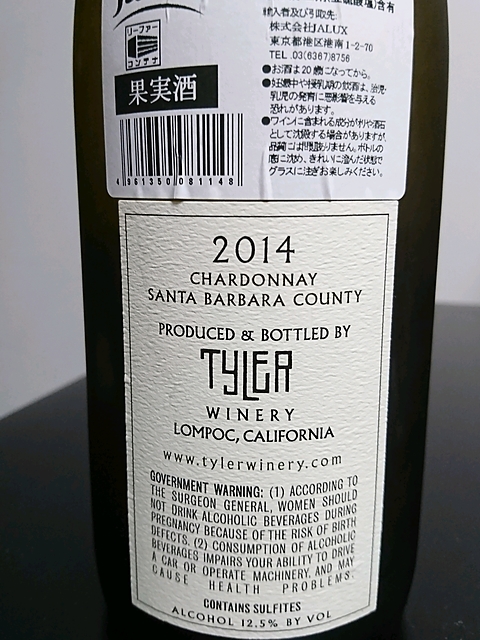 含有
輸入者及び引取先
株式会社JALUX
東京都港区港南1-2-70
TEL .03(6367)8756
リーファー
コンテナ
果実酒
4 961350 081148
●お酒は20歳になってから。
●妊娠中や授乳期の飲酒は、胎児・
乳児の発育に悪影響を与える
恐れがあります。
●ワインに含まれる成分が澱や酒石
として沈殿する場合がありますが、
品質には問題ありません。ボトルの
底に沈め、きれいに澄んだ状態で
グラスに注ぎお楽しみください。
2014
CHARDONNAY
SANTA BARBARA COUNTY
PRODUCED & BOTTLED BY
TYLER
WINERY
LOMPOC, CALIFORNIA
www.tylerwinery.com
GOVERNMENT WARNING: (1) ACCORDING TO
THE SURGEON GENERAL, WOMEN SHOULD
NOT DRINK ALCOHOLIC BEVERAGES DURING
PREGNANCY BECAUSE OF THE RISK OF BIRTH
DEFECTS. (2) CONSUMPTION OF ALCOHOLIC
BEVERAGES IMPAIRS YOUR ABILITY TO DRIVE
A CAR OR OPERATE MACHINERY, AND MAY
CAUSE HEALTH PROBLEMS.
CONTAINS SULFITES
ALCOHOL 12.5% BY VOL